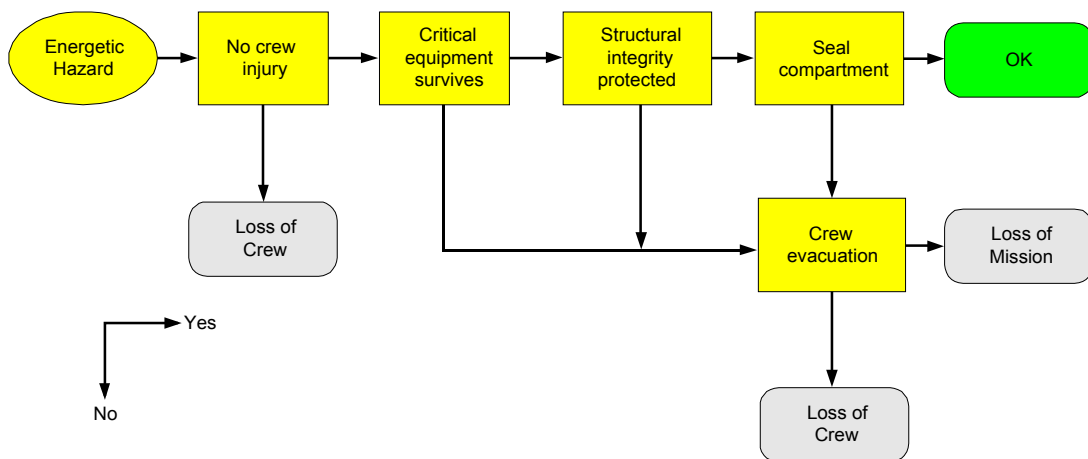 Energetic
Hazard
No crew
injury
Critical
equipment
survives
Structural
integrity
protected
Seal
compartment
OK
Loss of
Crew
Crew
evacuation
Loss of
Mission
Yes
No
Loss of
Crew